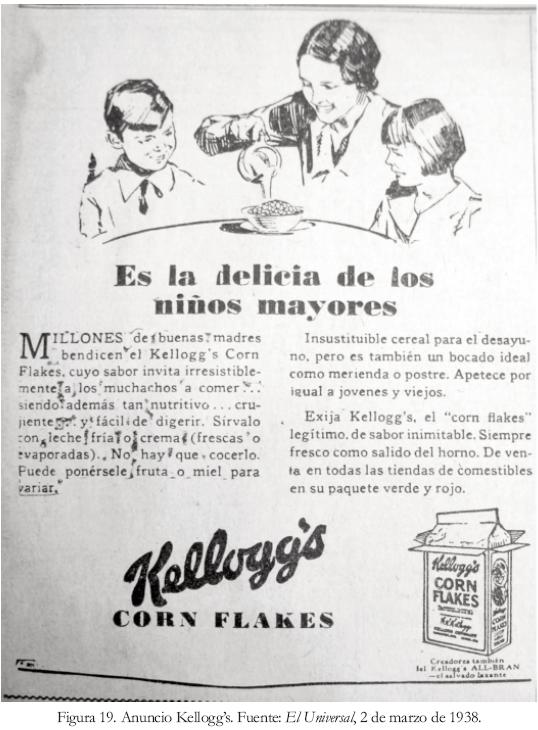 Es la delicia de los
niños mayores
MILLONES de buenas madres
bendicen el Kellogg's Corn
Flakes, cuyo sabor invita irresistible-
mente a los muchachos a comer...
siendo además tan nutritivo... cru-
jiente y fácil de digerir. Sírvalo
con leche fría o crema (frescas o
evaporadas). No hay que cocerlo.
Puede ponérsele fruta o miel para
variar.
Insustituible cereal para el desayu-
no, pero es también un bocado ideal
como merienda o postre. Apetece por
igual a jovenes y viejos.
Exija Kellogg's, el "corn flakes"
legítimo, de sabor inimitable. Siempre
fresco como salido del horno. De ven-
ta en todas las tiendas de comestibles
en su paquete verde y rojo.
Kellogg's
CORN FLAKES
Kellogg's
CORN
FLAKES
Creadores también
del Kellogg's ALL-BRAN
—el salvado laxante
Figura 19. Anuncio Kellogg's. Fuente: El Universal, 2 de marzo de 1938.